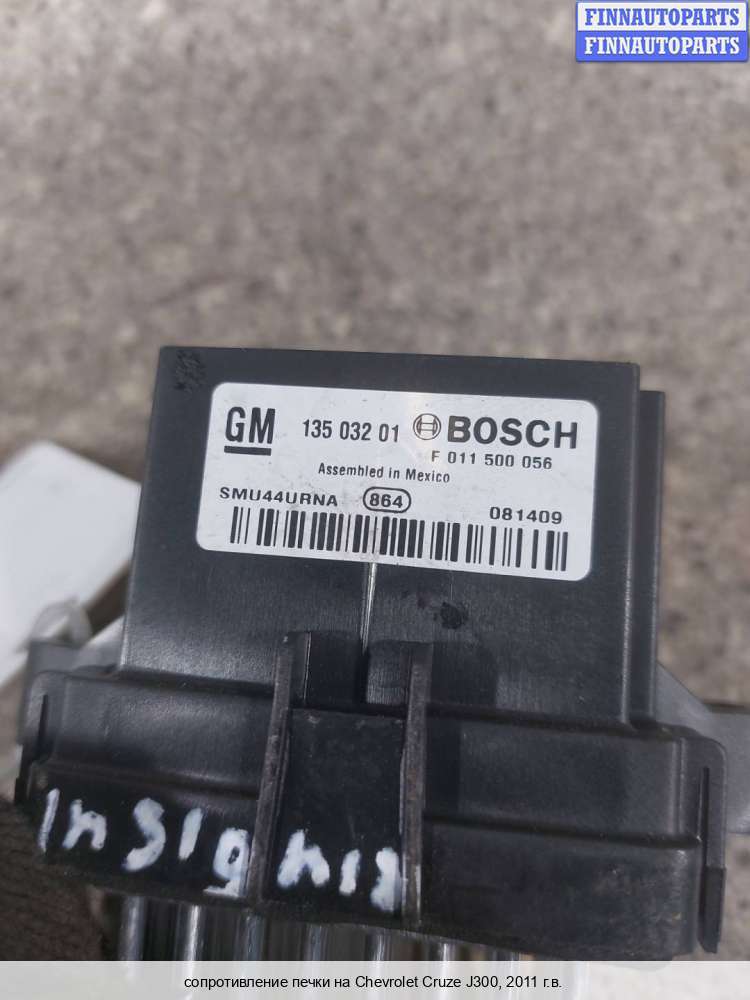 FINNAUTOPARTS
FINNAUTOPARTS
GM 135 032 01 BOSCH
F 011 500 056
Assembled in Mexico
SMU44URNA 864 081409
Insignia
сопротивление печки на Chevrolet Cruze J300, 2011 г.в.